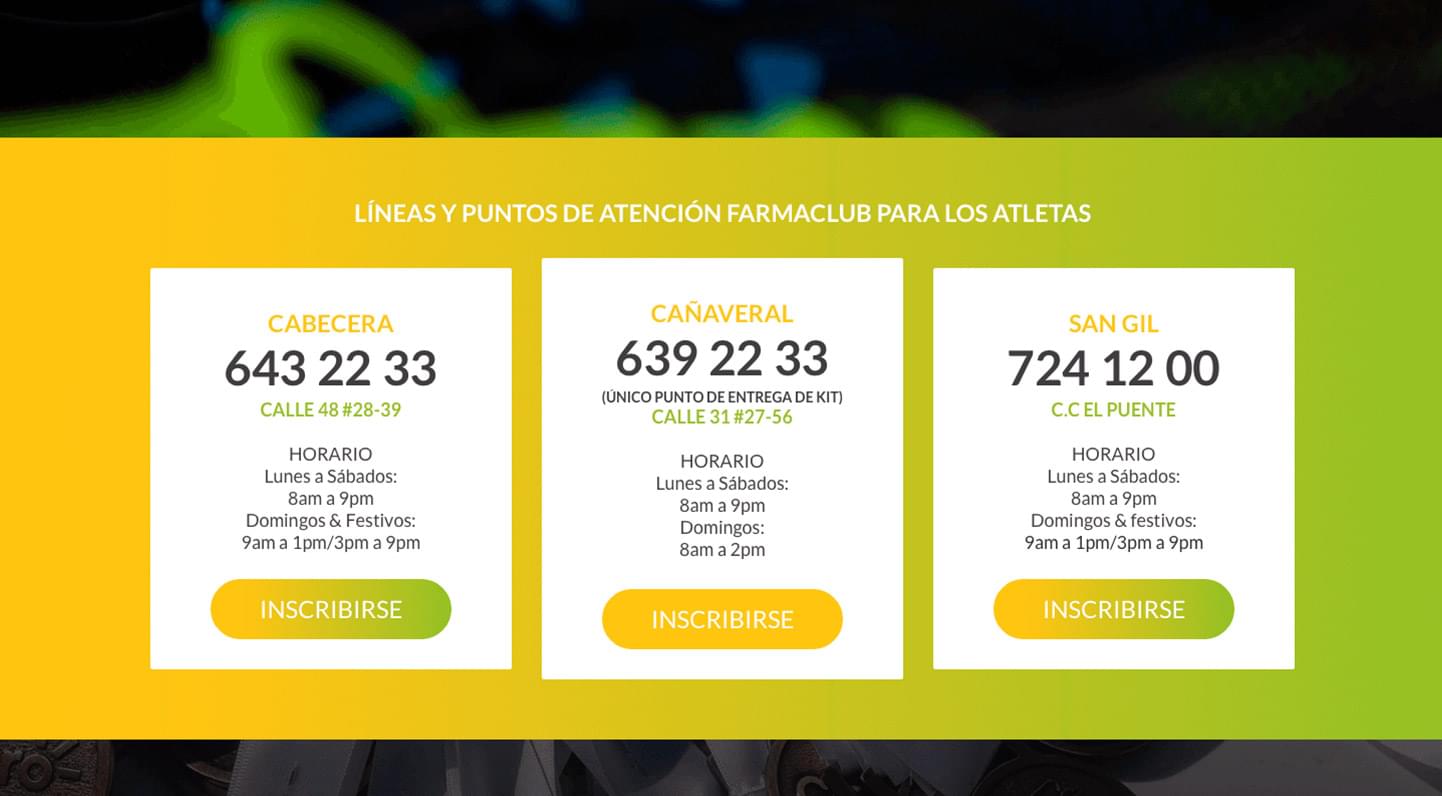 LÍNEAS Y PUNTOS DE ATENCIÓN FARMACLUB PARA LOS ATLETAS
CABECERA
643 22 33
CALLE 48 #28-39
HORARIO
Lunes a Sábados:
8am a 9pm
Domingos & Festivos:
9am a 1pm/3pm a 9pm
INSCRIBIRSE
CAÑAVERAL
639 22 33
(ÚNICO PUNTO DE ENTREGA DE KIT)
CALLE 31 #27-56
HORARIO
Lunes a Sábados:
8am a 9pm
Domingos:
8am a 2pm
INSCRIBIRSE
SAN GIL
724 12 00
C.C EL PUENTE
HORARIO
Lunes a Sábados:
8am a 9pm
Domingos & festivos:
9am a 1pm/3pm a 9pm
INSCRIBIRSE